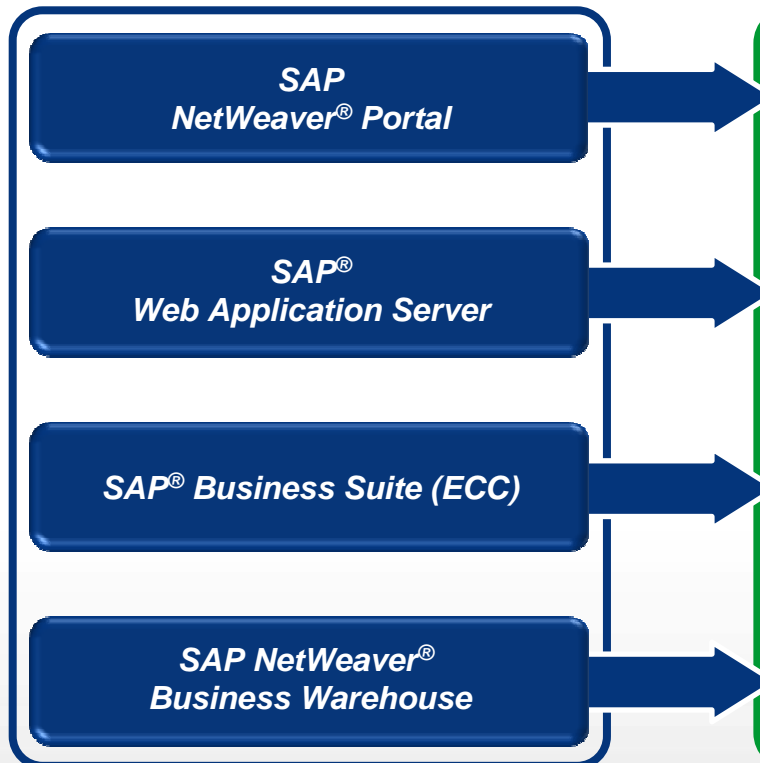 SAP
NetWeaver® Portal
SAP®
Web Application Server
SAP® Business Suite (ECC)
SAP NetWeaver®
Business Warehouse